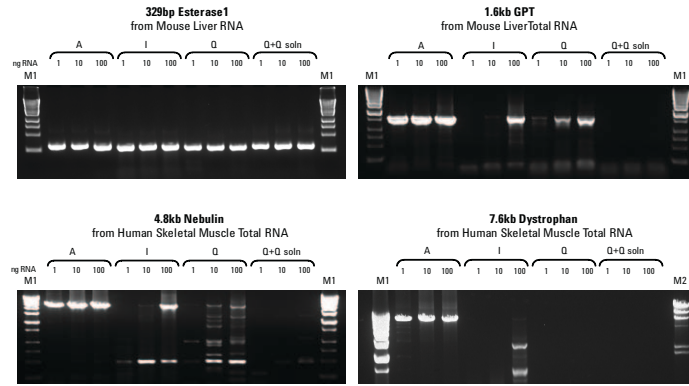 329bp Esterase1
from Mouse Liver RNA
A I Q Q+Q soln
ng RNA 1 10 100 1 10 100 1 10 100 1 10 100
M1 M1
1.6kb GPT
from Mouse LiverTotal RNA
A I Q Q+Q soln
1 10 100 1 10 100 1 10 100 1 10 100
M1 M1
4.8kb Nebulin
from Human Skeletal Muscle Total RNA
A I Q Q+Q soln
ng RNA 1 10 100 1 10 100 1 10 100 1 10 100
M1 M1
7.6kb Dystrophan
from Human Skeletal Muscle Total RNA
A I Q Q+Q soln
1 10 100 1 10 100 1 10 100 1 10 100
M1 M2